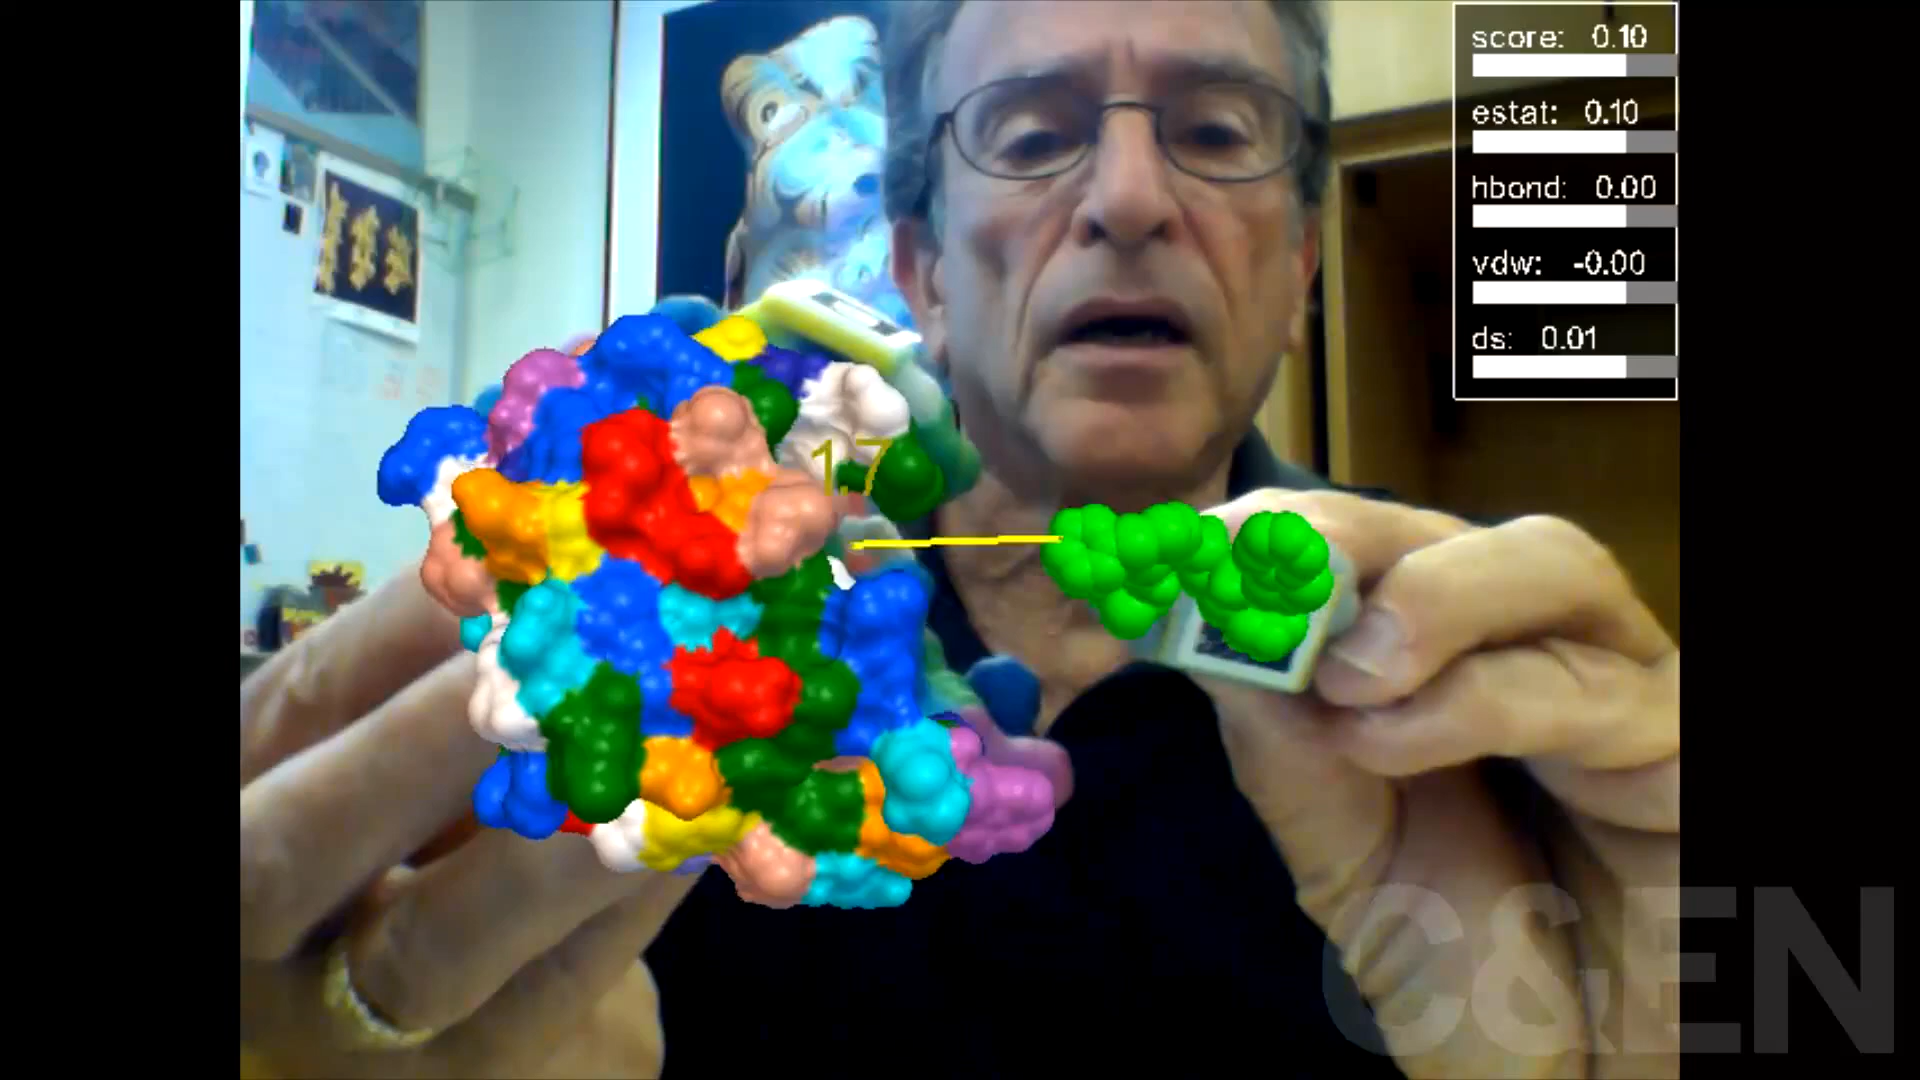 score: 0.10
estat: 0.10
hbond: 0.00
vdw: -0.00
ds: 0.01
1.7
C&EN